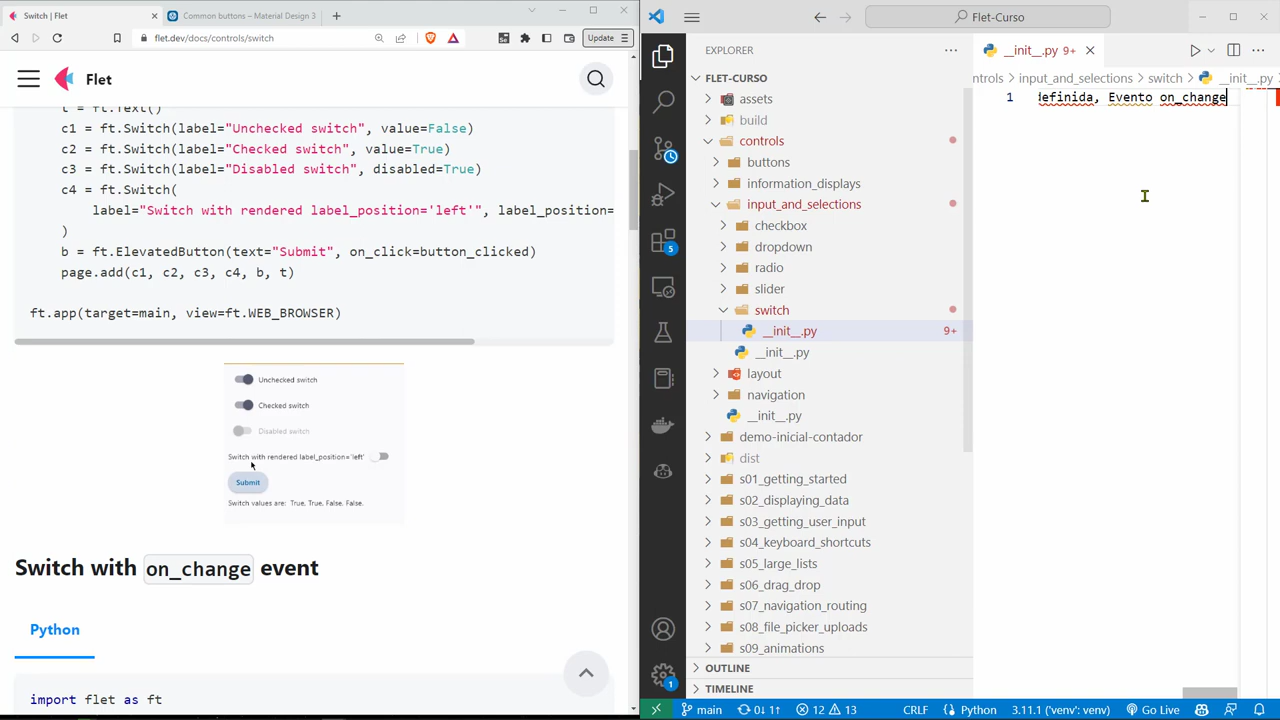 Switch | Flet
Common buttons – Material Design 3
flet.dev/docs/controls/switch
Update
Flet
t = ft.Text()
c1 = ft.Switch(label="Unchecked switch", value=False)
c2 = ft.Switch(label="Checked switch", value=True)
c3 = ft.Switch(label="Disabled switch", disabled=True)
c4 = ft.Switch(
label="Switch with rendered label_position='left'", label_position=
)
b = ft.ElevatedButton(text="Submit", on_click=button_clicked)
page.add(c1, c2, c3, c4, b, t)
ft.app(target=main, view=ft.WEB_BROWSER)
Unchecked switch
Checked switch
Disabled switch
Switch with rendered label_position='left'
Submit
Switch values are: True, True, False, False.
Switch with on_change event
Python
import flet as ft
Flet-Curso
EXPLORER
FLET-CURSO
assets
build
controls
buttons
information_displays
input_and_selections
checkbox
dropdown
radio
slider
switch
__init__.py 9+
__init__.py
layout
navigation
__init__.py
demo-inicial-contador
dist
s01_getting_started
s02_displaying_data
s03_getting_user_input
s04_keyboard_shortcuts
s05_large_lists
s06_drag_drop
s07_navigation_routing
s08_file_picker_uploads
s09_animations
OUTLINE
TIMELINE
5
1
__init__.py 9+
ntrols > input_and_selections > switch > __init__.py
1 definida, Evento on_change
main 0↓ 1↑ 12 13 CRLF Python 3.11.1 ('venv': venv) Go Live